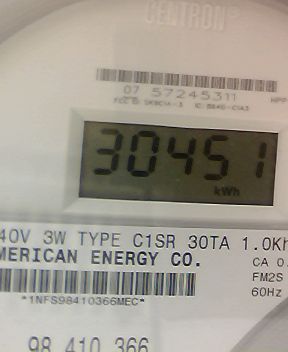 CENTRON®
07 57245311
30451
kWh
40V 3W TYPE C1SR 30TA 1.0Kh
MERICAN ENERGY CO.
CA 0.
FM2S
60Hz
*1NFS98410366MEC*
98 410 366